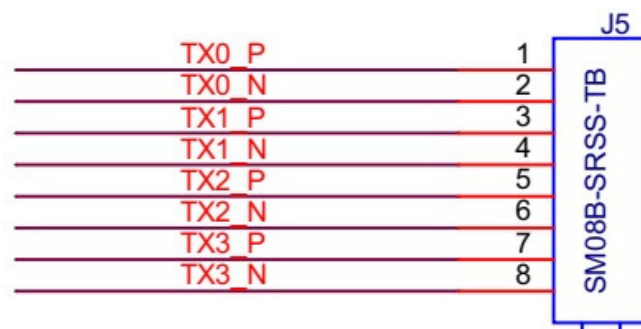 J5
TX0_P 1
TX0_N 2
TX1_P 3
TX1_N 4
TX2_P 5
TX2_N 6
TX3_P 7
TX3_N 8
SM08B-SRSS-TB